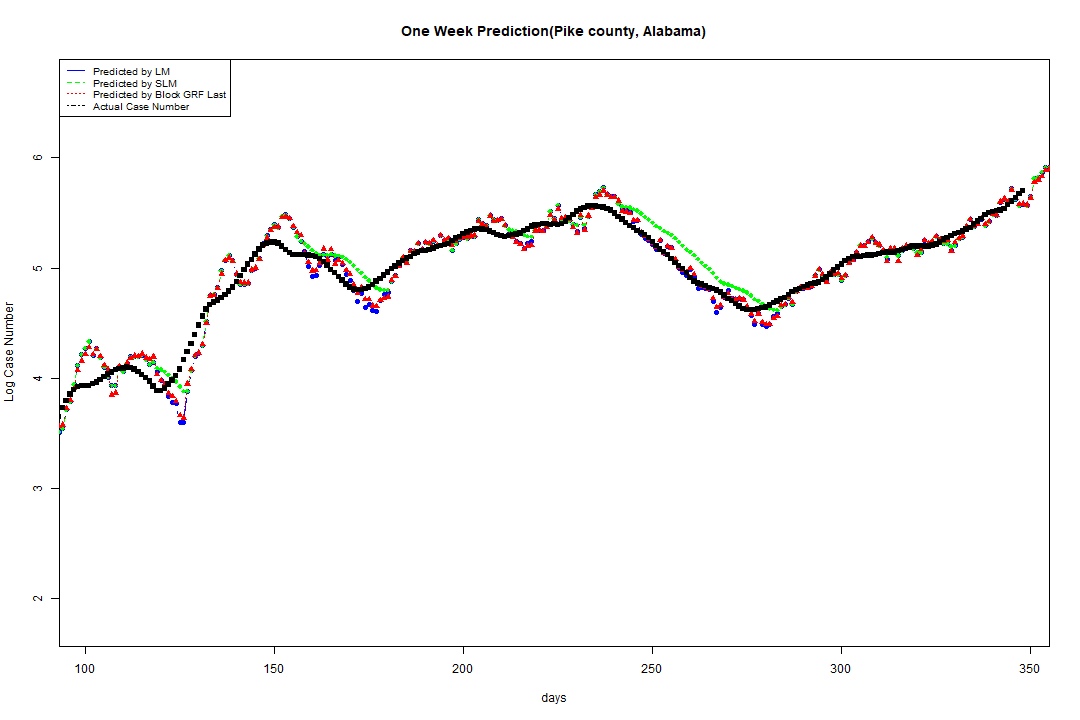 One Week Prediction(Pike county, Alabama)
Predicted by LM
Predicted by SLM
Predicted by Block GRF Last
Actual Case Number
6
5
4
3
2
Log Case Number
100 150 200 250 300 350
days